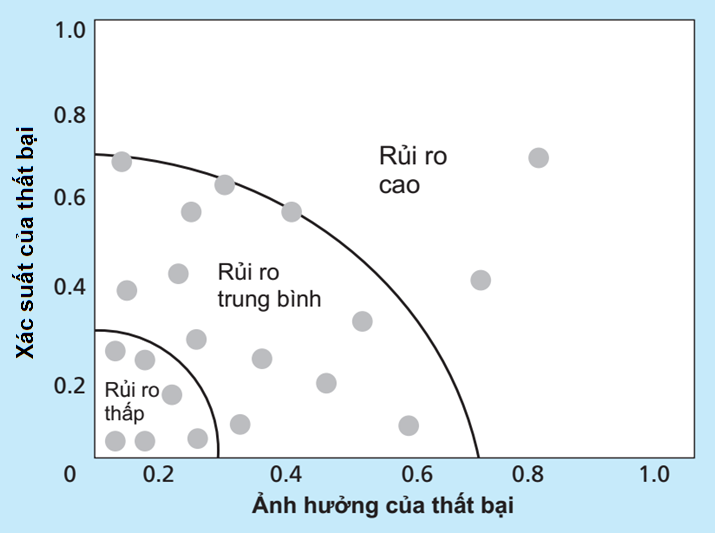 Xác suất của thất bại
1.0
0.8
0.6
0.4
0.2
0
Rủi ro
cao
Rủi ro
trung bình
Rủi ro
thấp
0.2
0.4
0.6
0.8
1.0
Ảnh hưởng của thất bại